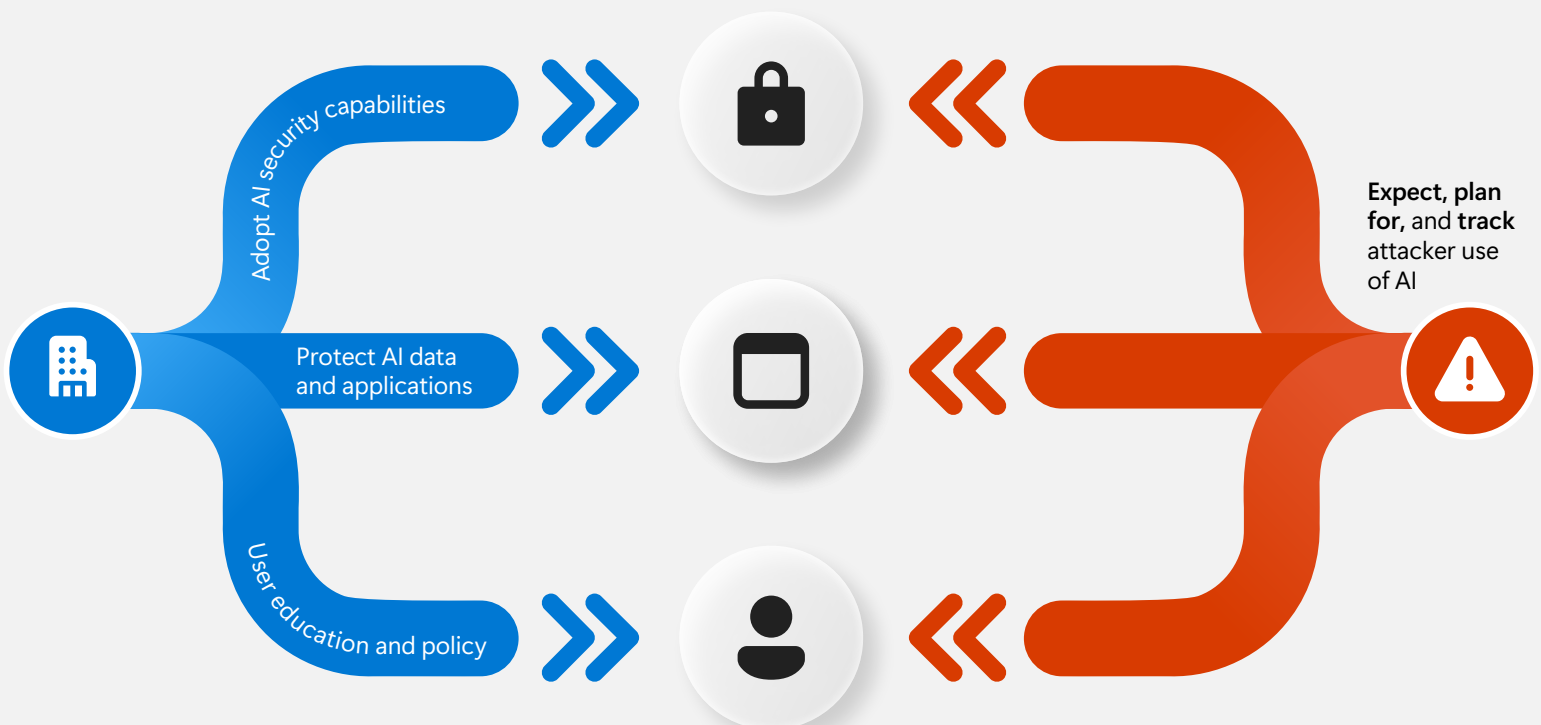 Adopt AI security capabilities
Expect, plan
for, and track
attacker use
of AI
Protect AI data
and applications
User education and policy